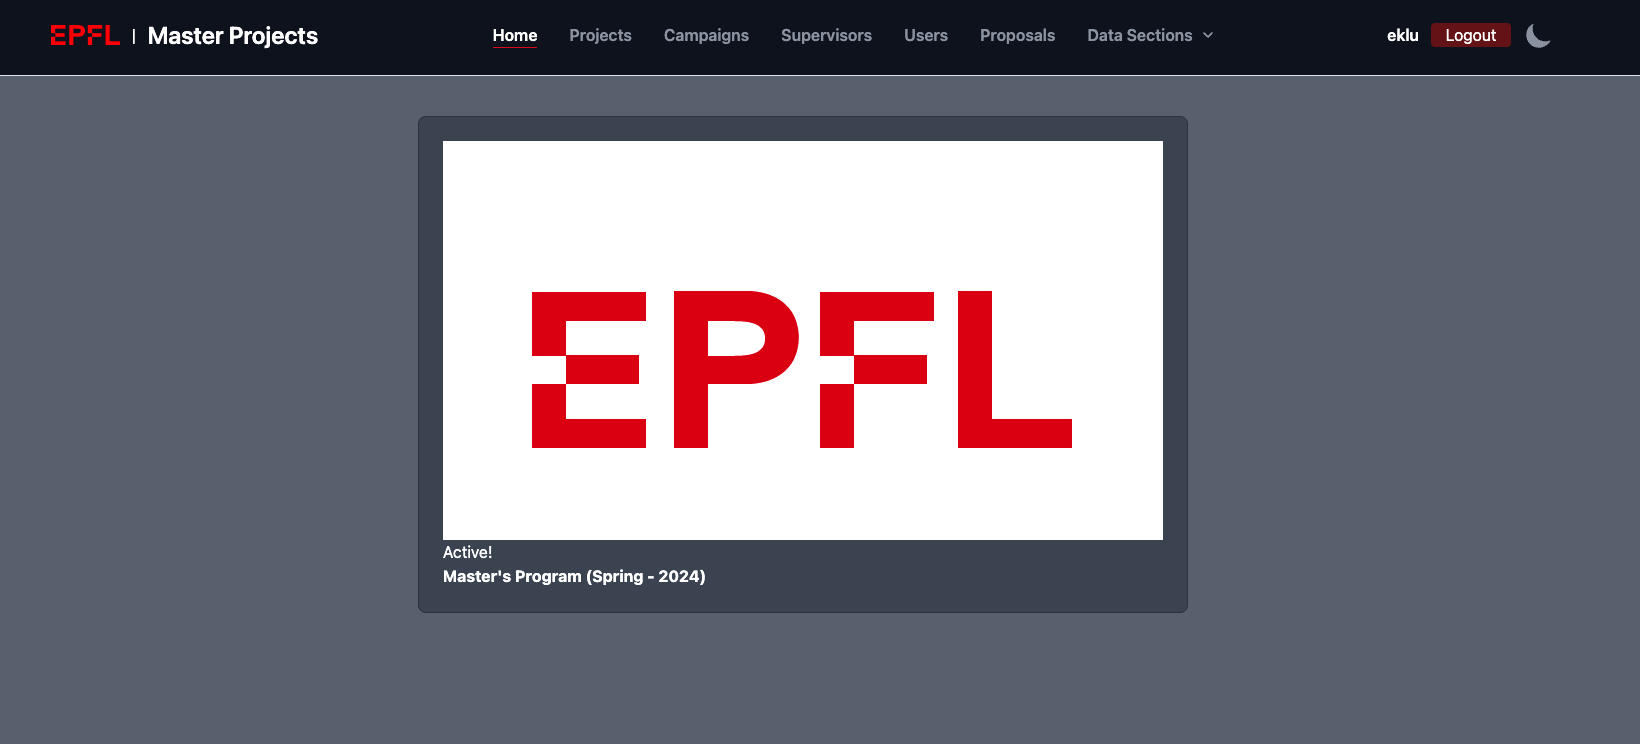 EPFL | Master Projects
Home Projects Campaigns Supervisors Users Proposals Data Sections
eklu Logout
EPFL
Active!
Master's Program (Spring - 2024)